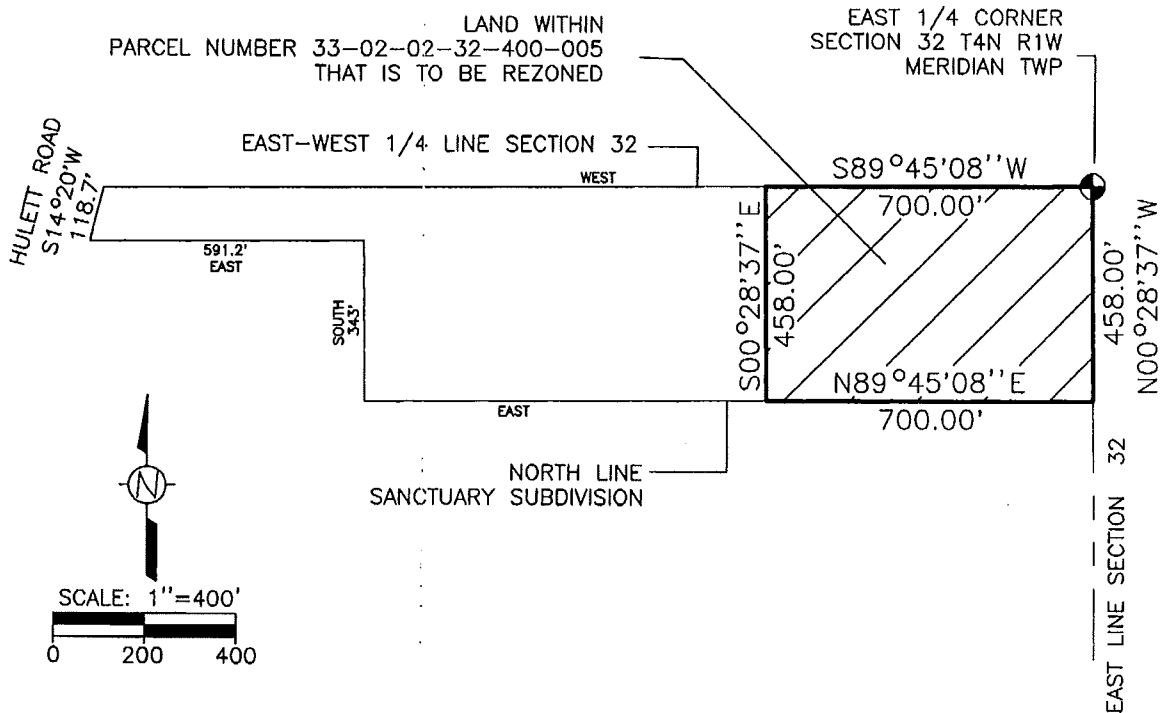 LAND WITHIN
PARCEL NUMBER 33-02-02-32-400-005
THAT IS TO BE REZONED
EAST 1/4 CORNER
SECTION 32 T4N R1W
MERIDIAN TWP
EAST-WEST 1/4 LINE SECTION 32
WEST
S89°45'08''W
700.00'
HULETT ROAD
S14°20'W
118.7'
591.2'
EAST
SOUTH
343'
S00°28'37''E
458.00'
458.00'
N00°28'37''W
N89°45'08''E
700.00'
EAST
NORTH LINE
SANCTUARY SUBDIVISION
EAST LINE SECTION 32
N
SCALE: 1''=400'
0 200 400